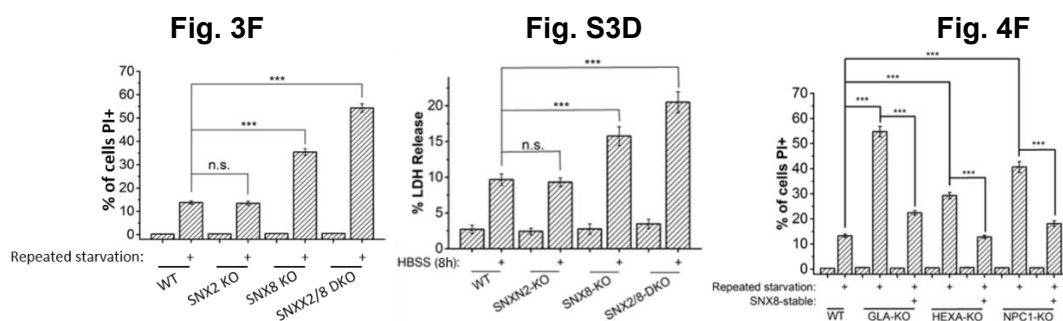 Fig. 3F
% of cells PI+
70
60
50
40
30
20
10
0
***
***
n.s.
Repeated starvation: + + + +
WT SNX2 KO SNX8 KO SNXX2/8 DKO
Fig. S3D
% LDH Release
20
15
10
5
0
***
***
n.s.
HBSS (8h): + + + +
WT SNXN2-KO SNX8-KO SNX2/8-DKO
Fig. 4F
% of cells PI+
70
60
50
40
30
20
10
0
***
***
*** ***
***
***
Repeated starvation: + + + + + + +
SNX8-stable: + + +
WT GLA-KO HEXA-KO NPC1-KO